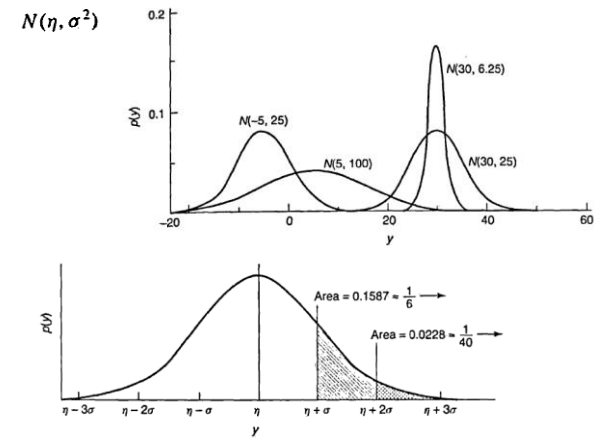 N(η, σ²)
0.2
N(30, 6.25)
0.1
p(y)
N(−5, 25)
N(5, 100)
N(30, 25)
−20 0 20 40 60
y
Area = 0.1587 ≈ 1/6
p(y)
Area = 0.0228 ≈ 1/40
η − 3σ η − 2σ η − σ η η + σ η + 2σ η + 3σ
y